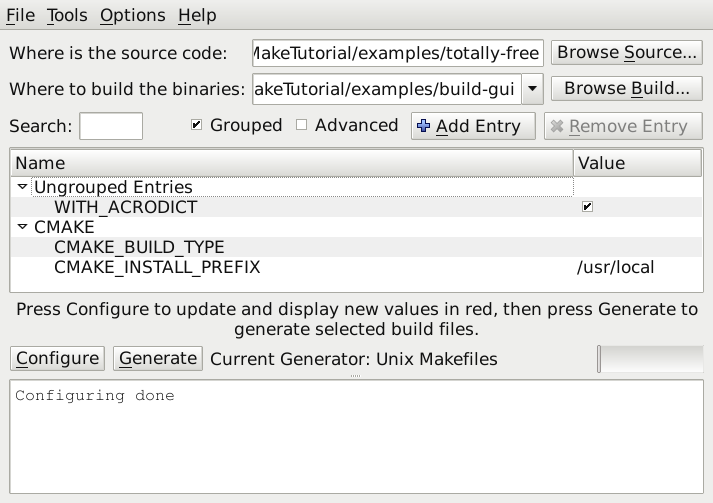 File Tools Options Help
Where is the source code: MakeTutorial/examples/totally-free Browse Source...
Where to build the binaries: akeTutorial/examples/build-gui Browse Build...
Search: Grouped Advanced Add Entry Remove Entry
Name Value
Ungrouped Entries
WITH_ACRODICT
CMAKE
CMAKE_BUILD_TYPE
CMAKE_INSTALL_PREFIX /usr/local
Press Configure to update and display new values in red, then press Generate to
generate selected build files.
Configure Generate Current Generator: Unix Makefiles
Configuring done